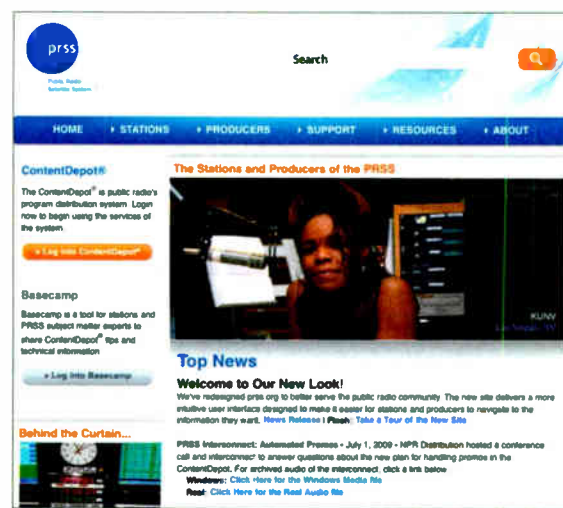 prss
Public Radio
Satellite System
Search
HOME
STATIONS
PRODUCERS
SUPPORT
RESOURCES
ABOUT
ContentDepot®
The ContentDepot® is public radio's
program distribution system. Login
now to begin using the services of
the system.
» Log into ContentDepot®
Basecamp
Basecamp is a tool for stations and
PRSS subject matter experts to
share ContentDepot® tips and
technical information
» Log Into Basecamp
Behind the Curtain...
The Stations and Producers of the PRSS
KUNV
Las Vegas, NV
Top News
Welcome to Our New Look!
We've redesigned prss.org to better serve the public radio community. The new site delivers a more
intuitive user interface designed to make it easier for stations and producers to navigate to the
information they want. News Release | Flash: Take a Tour of the New Site
PRSS Interconnect: Automated Promos - July 1, 2009 - NPR Distribution hosted a conference
call and interconnect to answer questions about the new plan for handling promos in the
ContentDepot. For archived audio of the interconnect, click a link below
Windows: Click Here for the Windows Media file
Real: Click Here for the Real Audio file